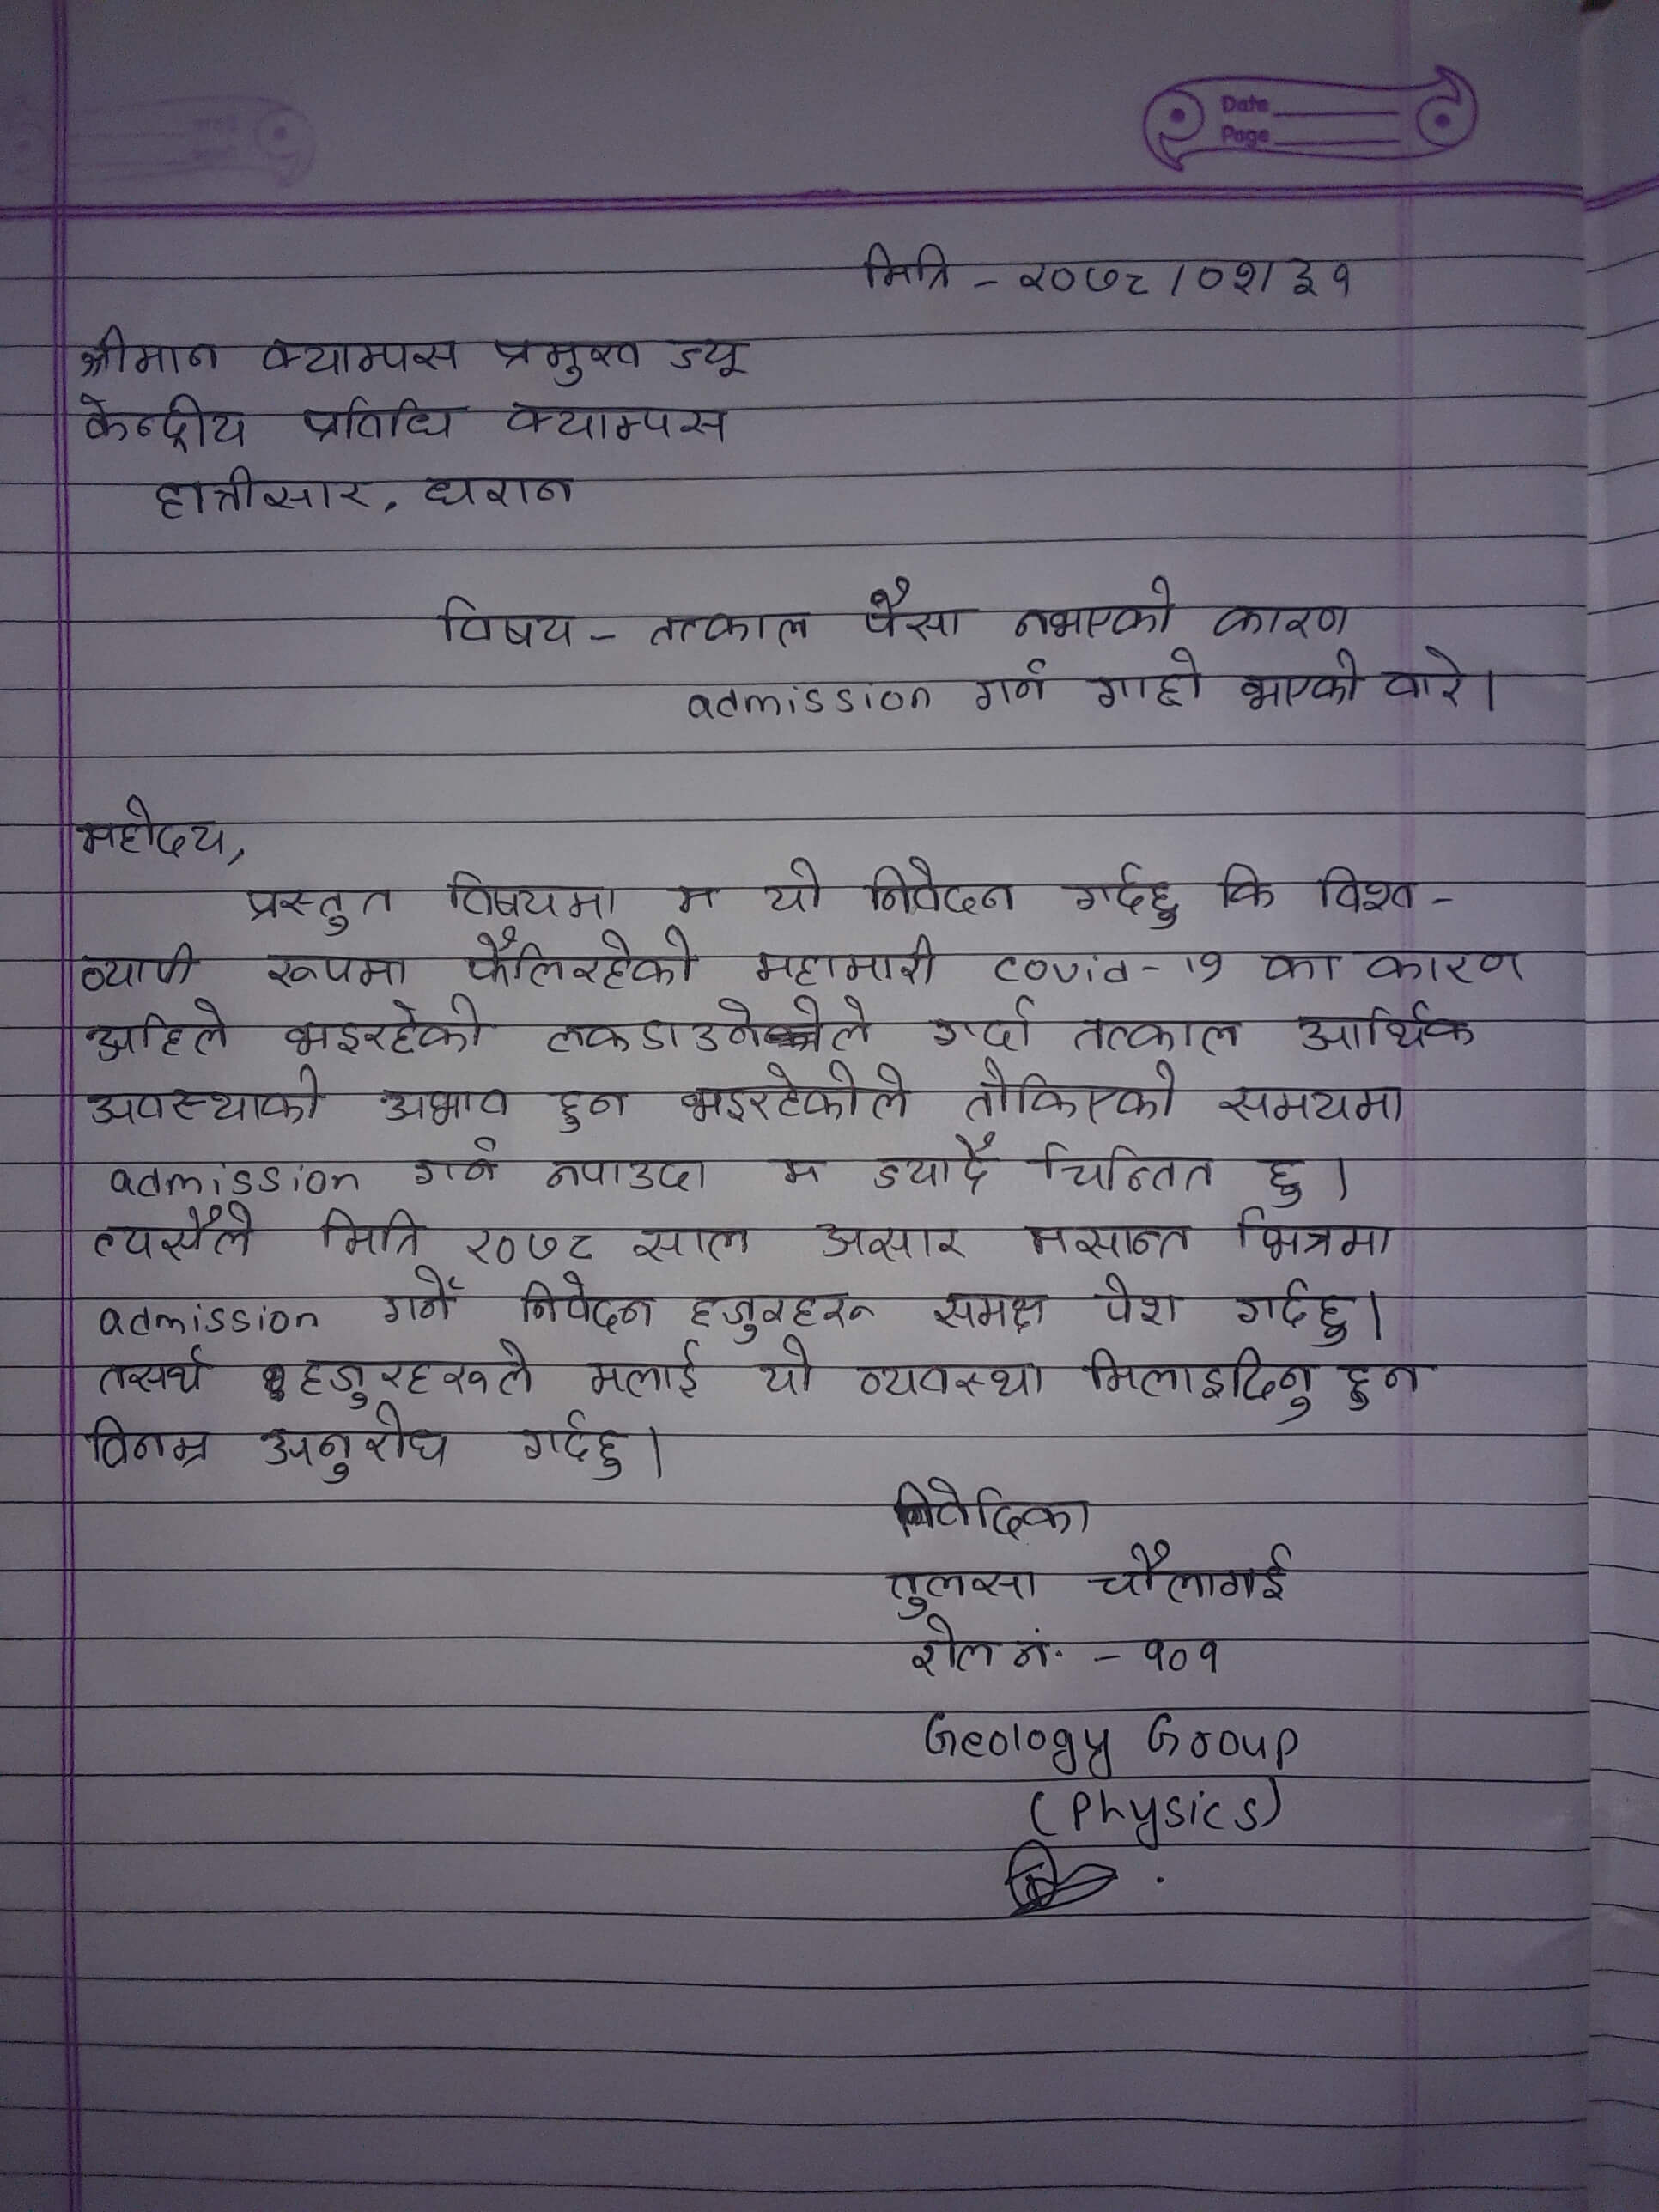 Date
Page
मिति - २०७८ / ०२ / ३१
श्रीमान क्याम्पस प्रमुख ज्यू
केन्द्रीय प्रविधि क्याम्पस
हात्तीसार, धरान
विषय - तत्काल पैसा नभएको कारण
admission गर्न गाह्रो भएको बारे।
महोदय,
प्रस्तुत विषयमा म यो निवेदन गर्दछु कि विश्व-
व्यापी रूपमा फैलिरहेको महामारी covid-19 का कारण
अहिले भइरहेको लकडाउनले गर्दा तत्काल आर्थिक
अवस्थाको अभाव हुन भइरहेकोले तोकिएको समयमा
admission गर्न नपाउदा म ज्यादै चिन्तित छु।
त्यसैले मिति २०७८ साल असार मसान्त भित्रमा
admission गर्ने निवेदन हजुरहरू समक्ष पेश गर्दछु।
तसर्थ हजुरहरूले मलाई यो व्यवस्था मिलाइदिनु हुन
विनम्र अनुरोध गर्दछु।
निवेदिका
तुलसा चौलागाई
रोल नं. - १०१
Geology Group
(Physics)